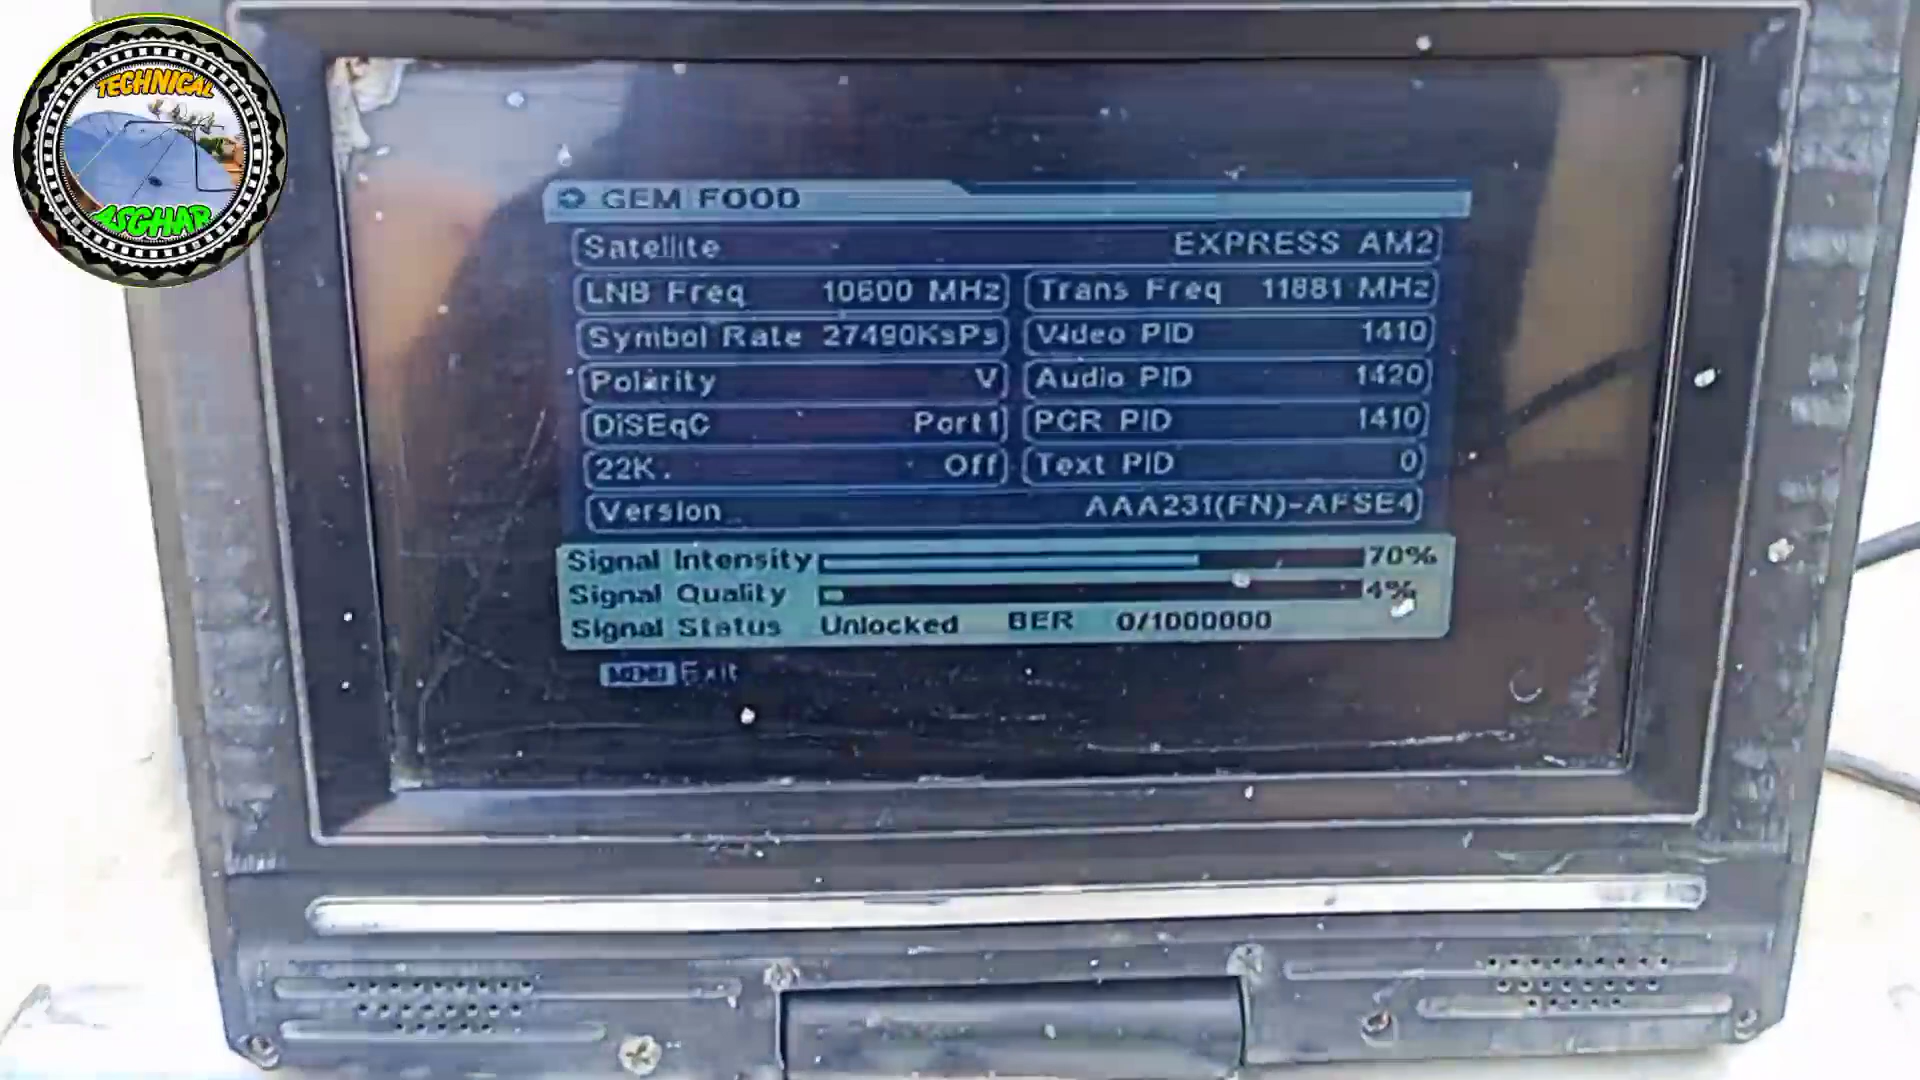 TECHNICAL
ASGHAR
GEM FOOD
Satellite EXPRESS AM2
LNB Freq 10600 MHz Trans Freq 11881 MHz
Symbol Rate 27490KsPs Video PID 1410
Polarity V Audio PID 1420
DiSEqC Port1 PCR PID 1410
22K Off Text PID 0
Version AAA231(FN)-AFSE4
Signal Intensity 70%
Signal Quality 4%
Signal Status Unlocked BER 0/1000000
MENU Exit